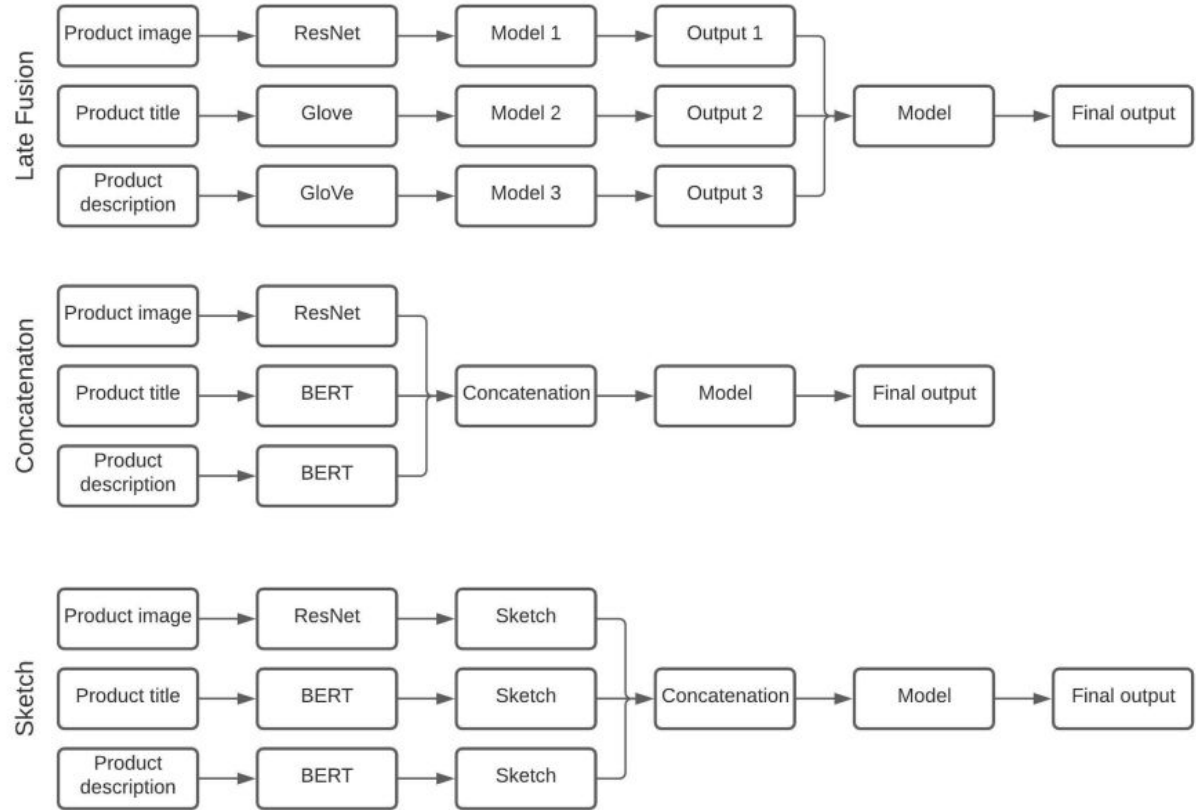 Late Fusion
Product image
ResNet
Model 1
Output 1
Product title
Glove
Model 2
Output 2
Model
Final output
Product
description
GloVe
Model 3
Output 3
Concatenaton
Product image
ResNet
Product title
BERT
Concatenation
Model
Final output
Product
description
BERT
Sketch
Product image
ResNet
Sketch
Product title
BERT
Sketch
Concatenation
Model
Final output
Product
description
BERT
Sketch